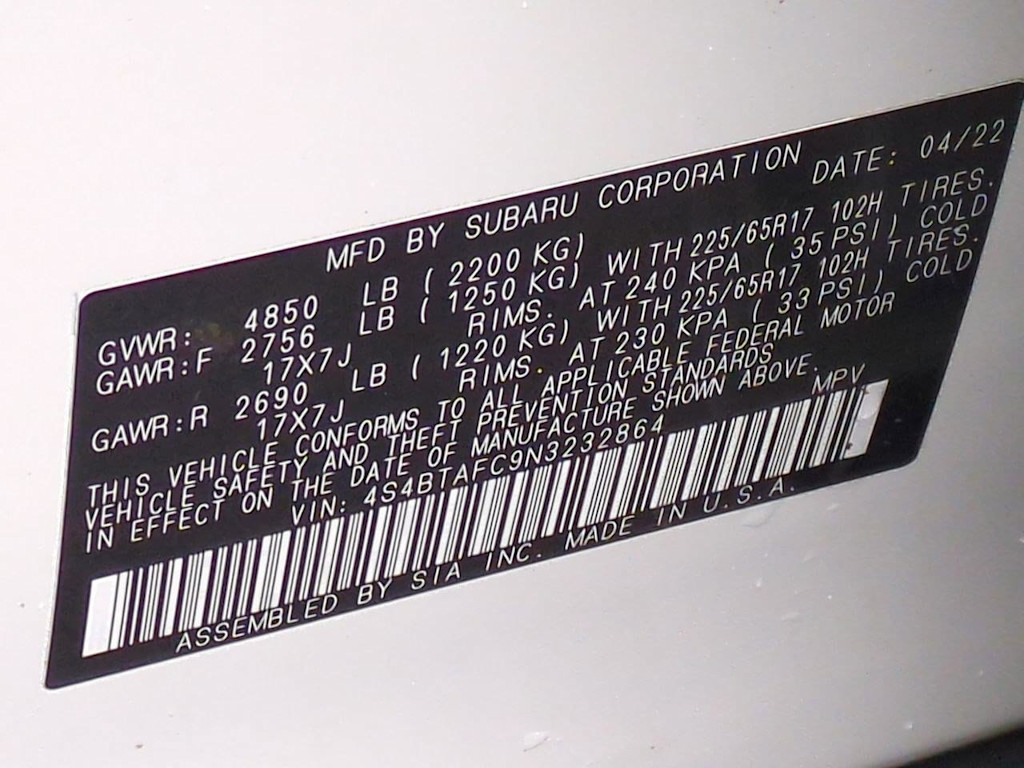 MFD BY SUBARU CORPORATION DATE: 04/22
GVWR: 4850 LB ( 2200 KG)
GAWR:F 2756 LB ( 1250 KG) WITH 225/65R17 102H TIRES.
17X7J RIMS. AT 240 KPA ( 35 PSI) COLD
GAWR:R 2690 LB ( 1220 KG) WITH 225/65R17 102H TIRES.
17X7J RIMS. AT 230 KPA ( 33 PSI) COLD
THIS VEHICLE CONFORMS TO ALL APPLICABLE FEDERAL MOTOR
VEHICLE SAFETY AND THEFT PREVENTION STANDARDS
IN EFFECT ON THE DATE OF MANUFACTURE SHOWN ABOVE.
VIN: 4S4BTAFC9N3232864 MPV
ASSEMBLED BY SIA INC. MADE IN U.S.A.